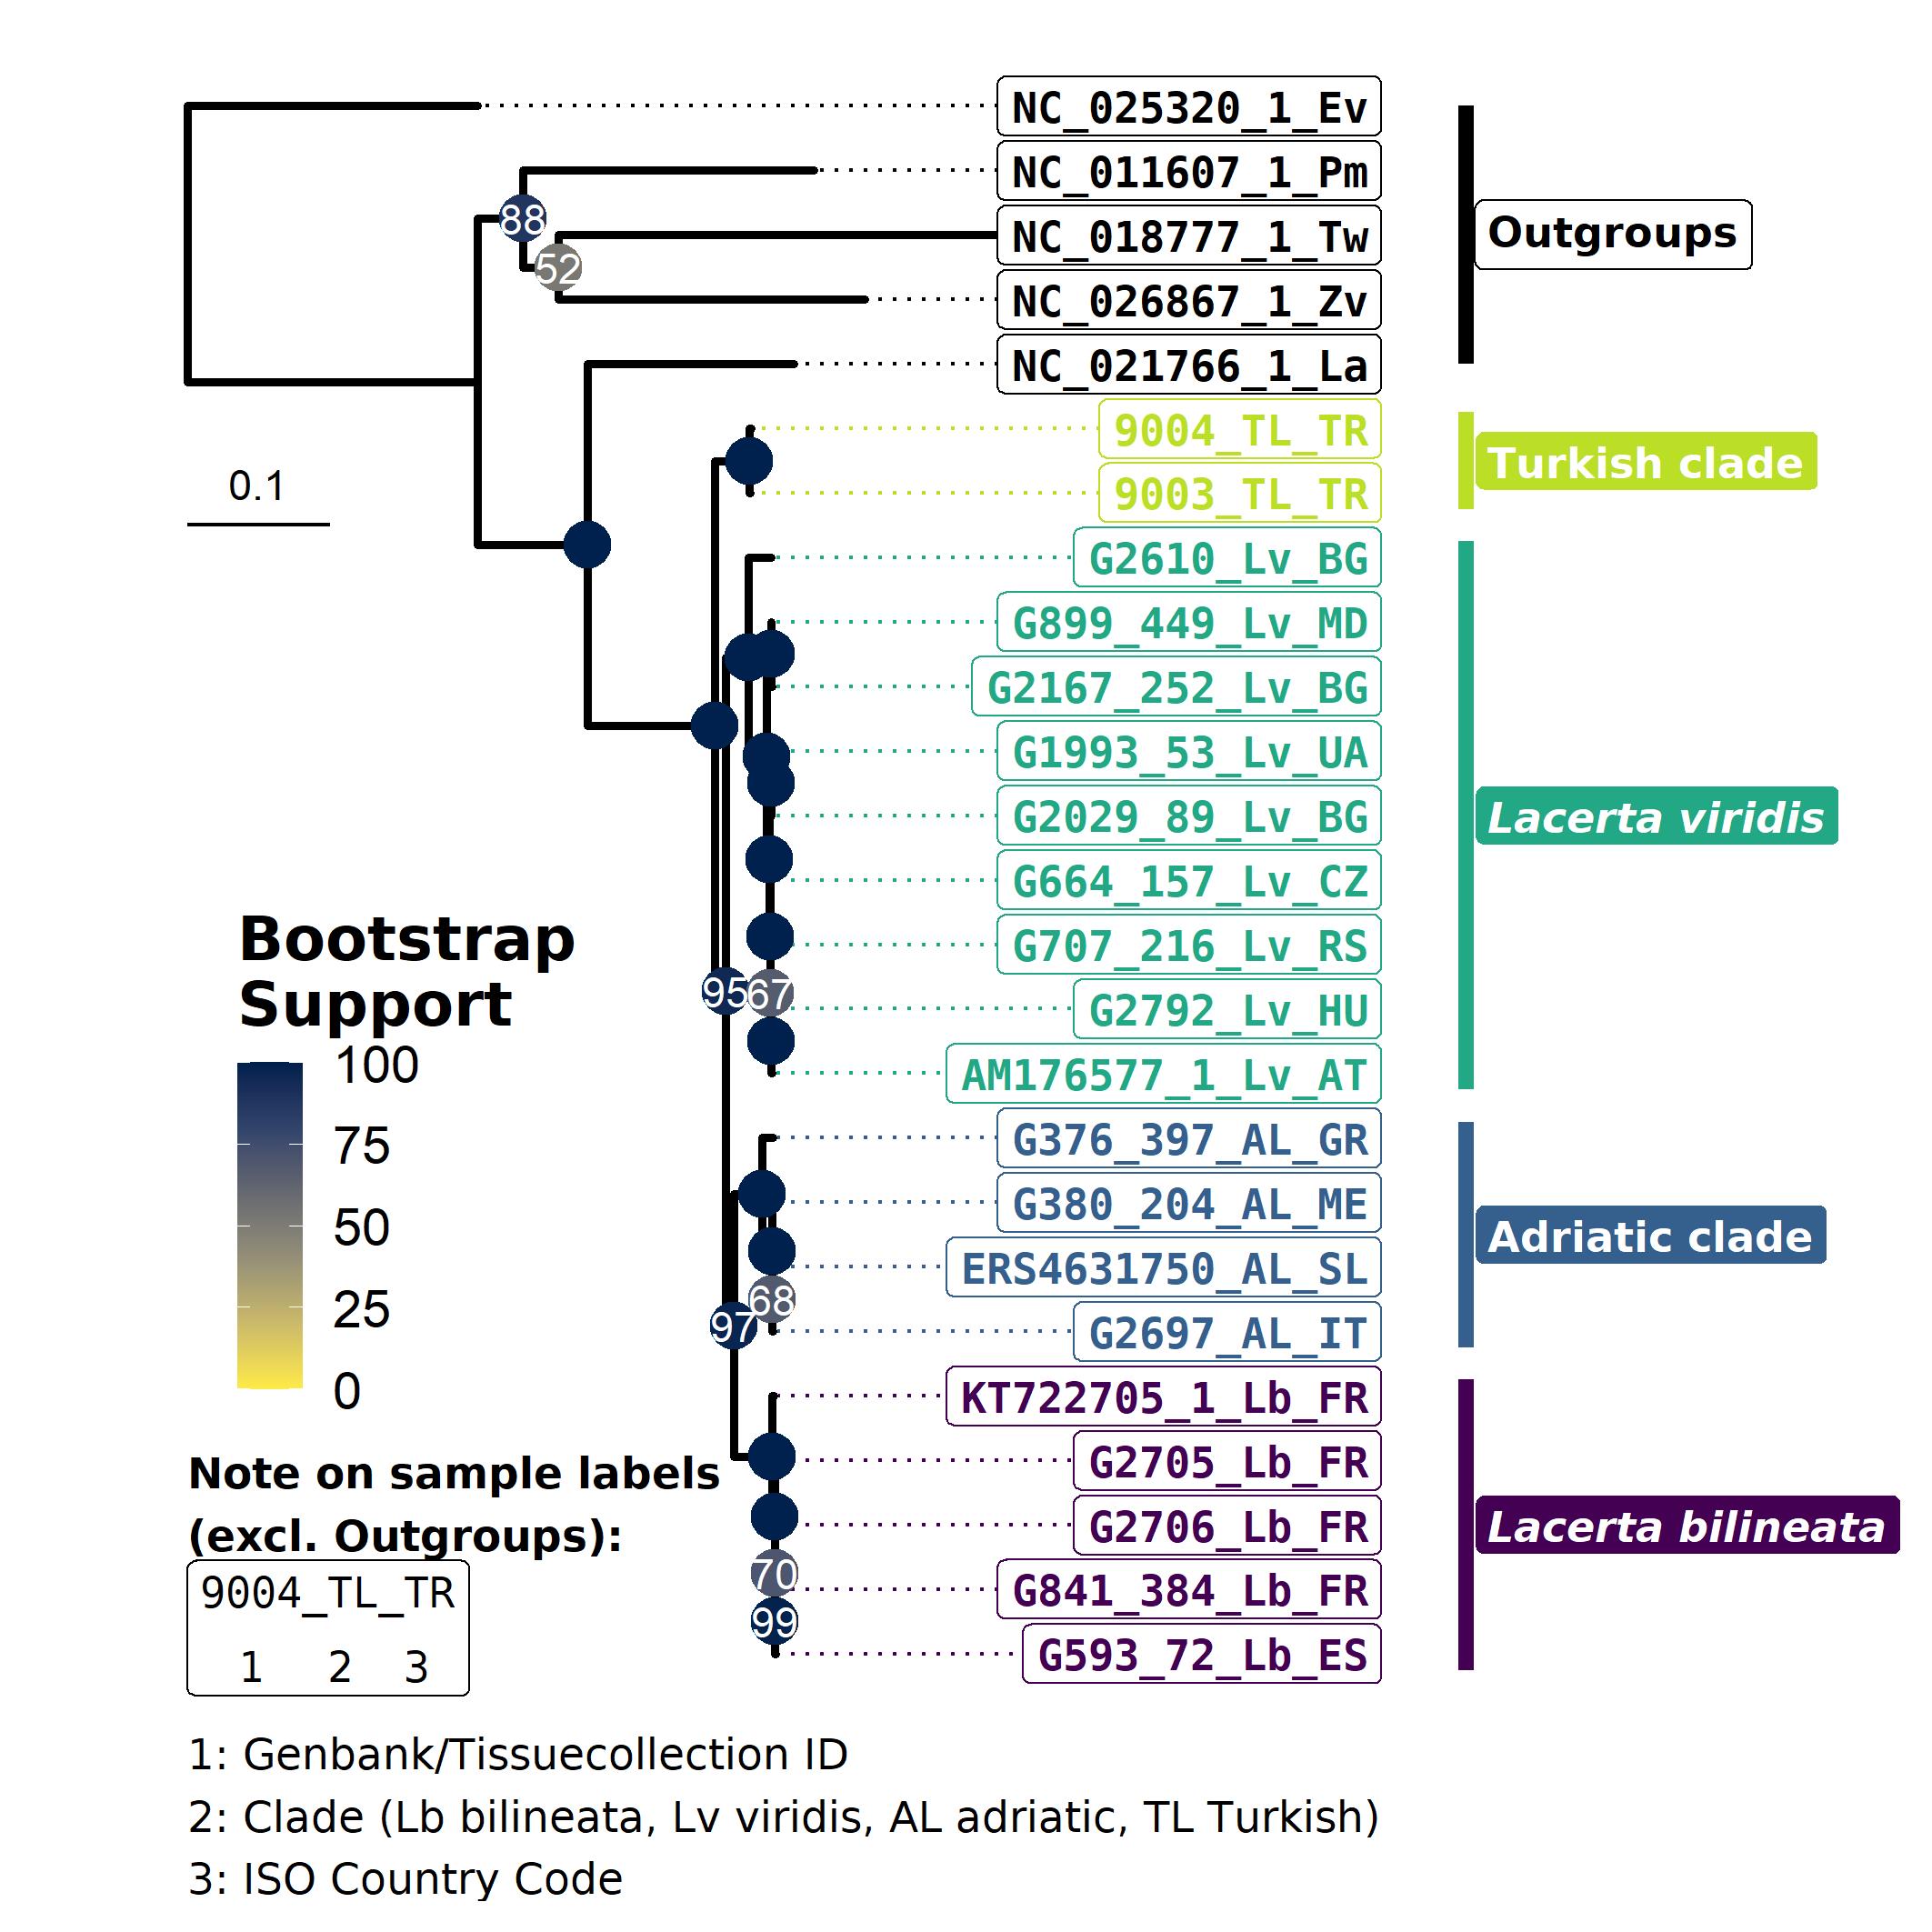 NC_025320_1_Ev
NC_011607_1_Pm
88
NC_018777_1_Tw
Outgroups
52
NC_026867_1_Zv
NC_021766_1_La
9004_TL_TR
Turkish clade
9003_TL_TR
0.1
G2610_Lv_BG
G899_449_Lv_MD
G2167_252_Lv_BG
G1993_53_Lv_UA
G2029_89_Lv_BG
Lacerta viridis
G664_157_Lv_CZ
G707_216_Lv_RS
95
67
G2792_Lv_HU
AM176577_1_Lv_AT
G376_397_AL_GR
G380_204_AL_ME
Adriatic clade
ERS4631750_AL_SL
68
97
G2697_AL_IT
KT722705_1_Lb_FR
G2705_Lb_FR
G2706_Lb_FR
Lacerta bilineata
70
G841_384_Lb_FR
99
G593_72_Lb_ES
Bootstrap
Support
100
75
50
25
0
Note on sample labels
(excl. Outgroups):
9004_TL_TR
1 2 3
1: Genbank/Tissuecollection ID
2: Clade (Lb bilineata, Lv viridis, AL adriatic, TL Turkish)
3: ISO Country Code